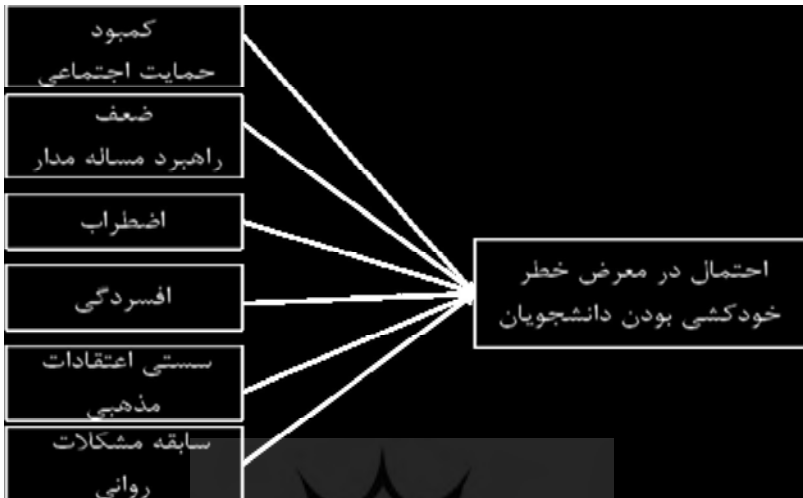 کمبود
حمایت اجتماعی
ضعف
راهبرد مساله مدار
اضطراب
افسردگی
سستی اعتقادات
مذهبی
سابقه مشکلات
روانی
احتمال در معرض خطر
خودکشی بودن دانشجویان